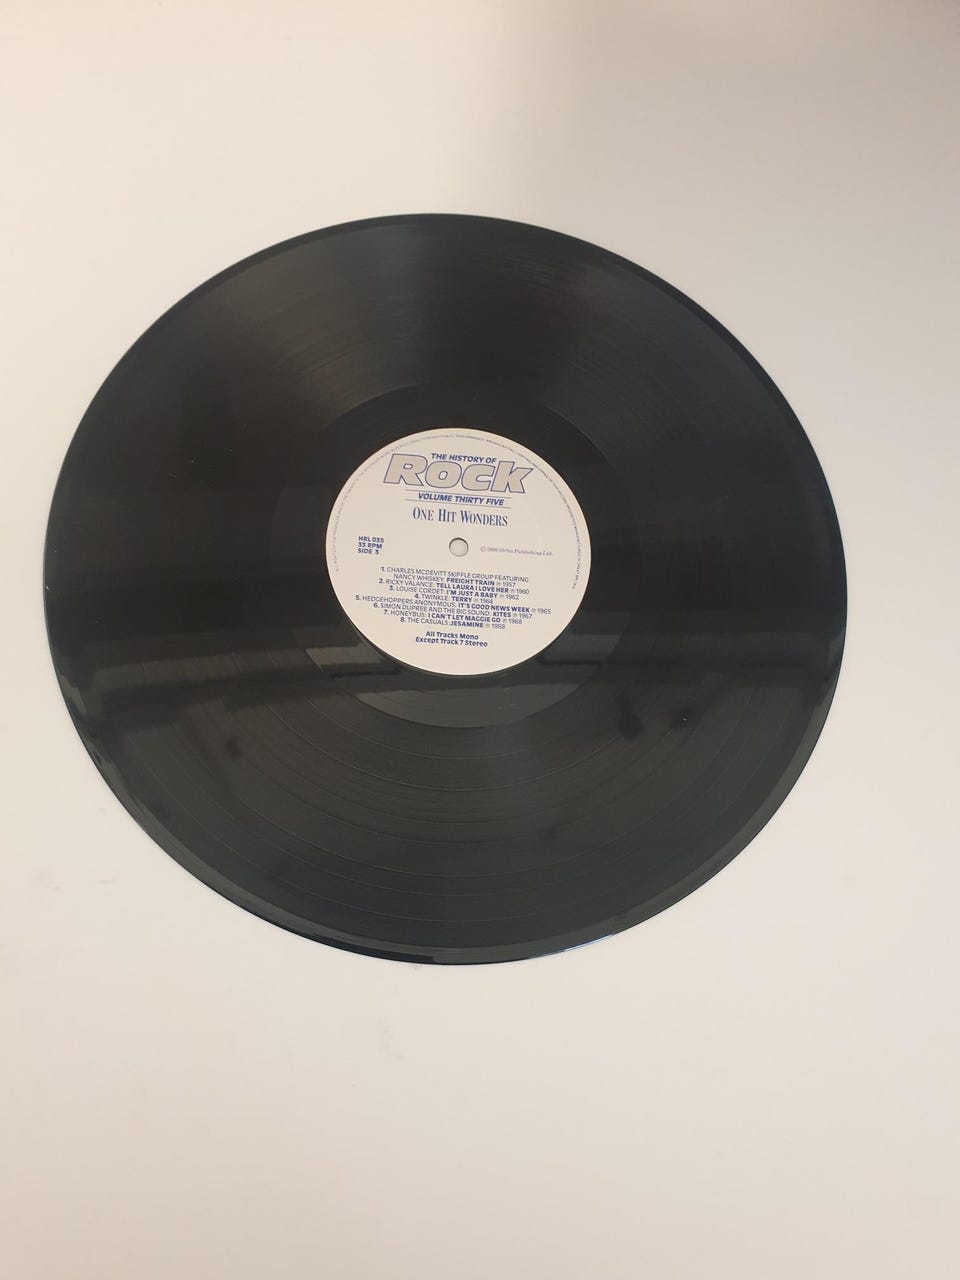 THE HISTORY OF
ROCK
VOLUME THIRTY FIVE
ONE HIT WONDERS
HRL 035
33 RPM
SIDE 3
© 1986 Orbis Publishing Ltd.
1. CHARLES MCDEVITT SKIFFLE GROUP FEATURING
NANCY WHISKEY: FREIGHT TRAIN ℗ 1957
2. RICKY VALANCE: TELL LAURA I LOVE HER ℗ 1960
3. LOUISE CORDET: I'M JUST A BABY ℗ 1962
4. TWINKLE: TERRY ℗ 1964
5. HEDGEHOPPERS ANONYMOUS: IT'S GOOD NEWS WEEK ℗ 1965
6. SIMON DUPREE AND THE BIG SOUND: KITES ℗ 1967
7. HONEYBUS: I CAN'T LET MAGGIE GO ℗ 1968
8. THE CASUALS: JESAMINE ℗ 1968
All Tracks Mono
Except Track 7 Stereo